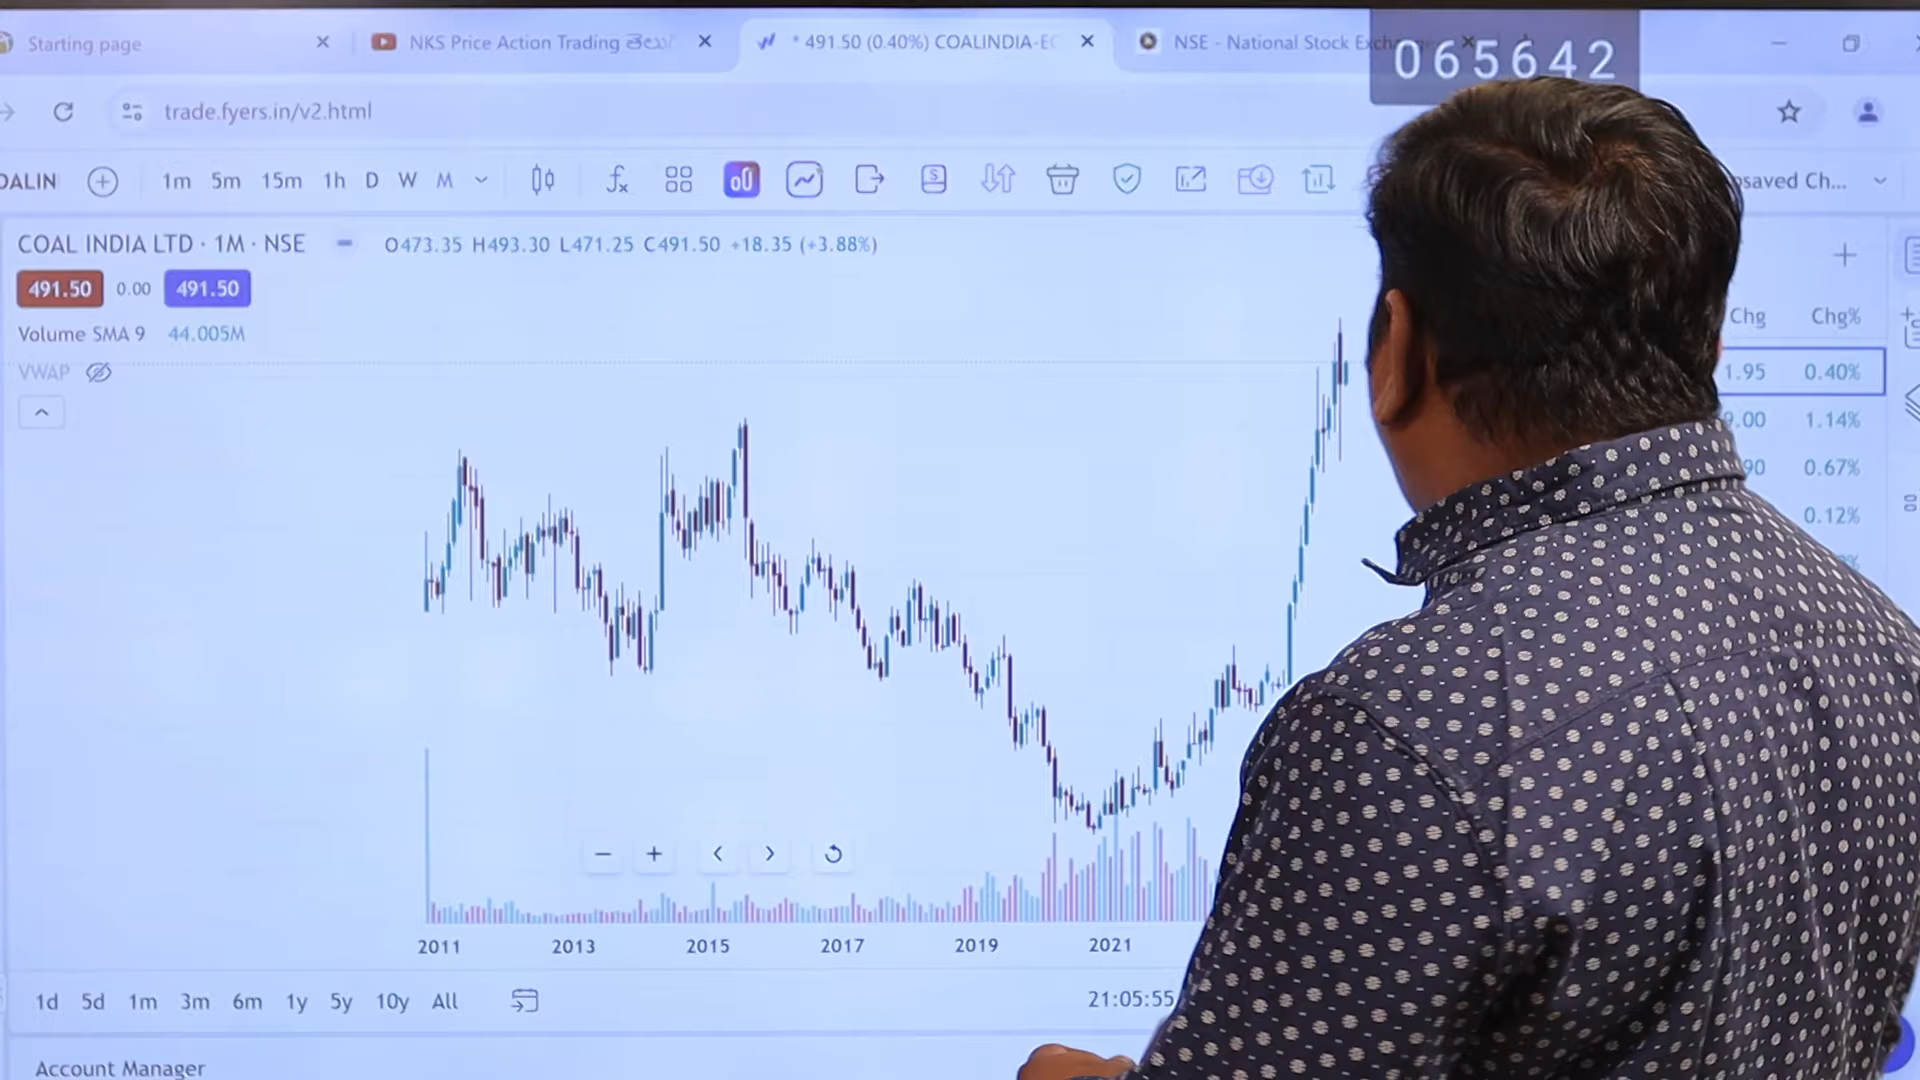 Starting page
NKS Price Action Trading తెలు
* 491.50 (0.40%) COALINDIA-EQ
NSE - National Stock Exch
065642
trade.fyers.in/v2.html
OALIN 1m 5m 15m 1h D W M
saved Ch...
COAL INDIA LTD · 1M · NSE O473.35 H493.30 L471.25 C491.50 +18.35 (+3.88%)
491.50 0.00 491.50
Volume SMA 9 44.005M
VWAP
Chg Chg%
1.95 0.40%
.00 1.14%
90 0.67%
0.12%
2011 2013 2015 2017 2019 2021
1d 5d 1m 3m 6m 1y 5y 10y All
21:05:55
Account Manager